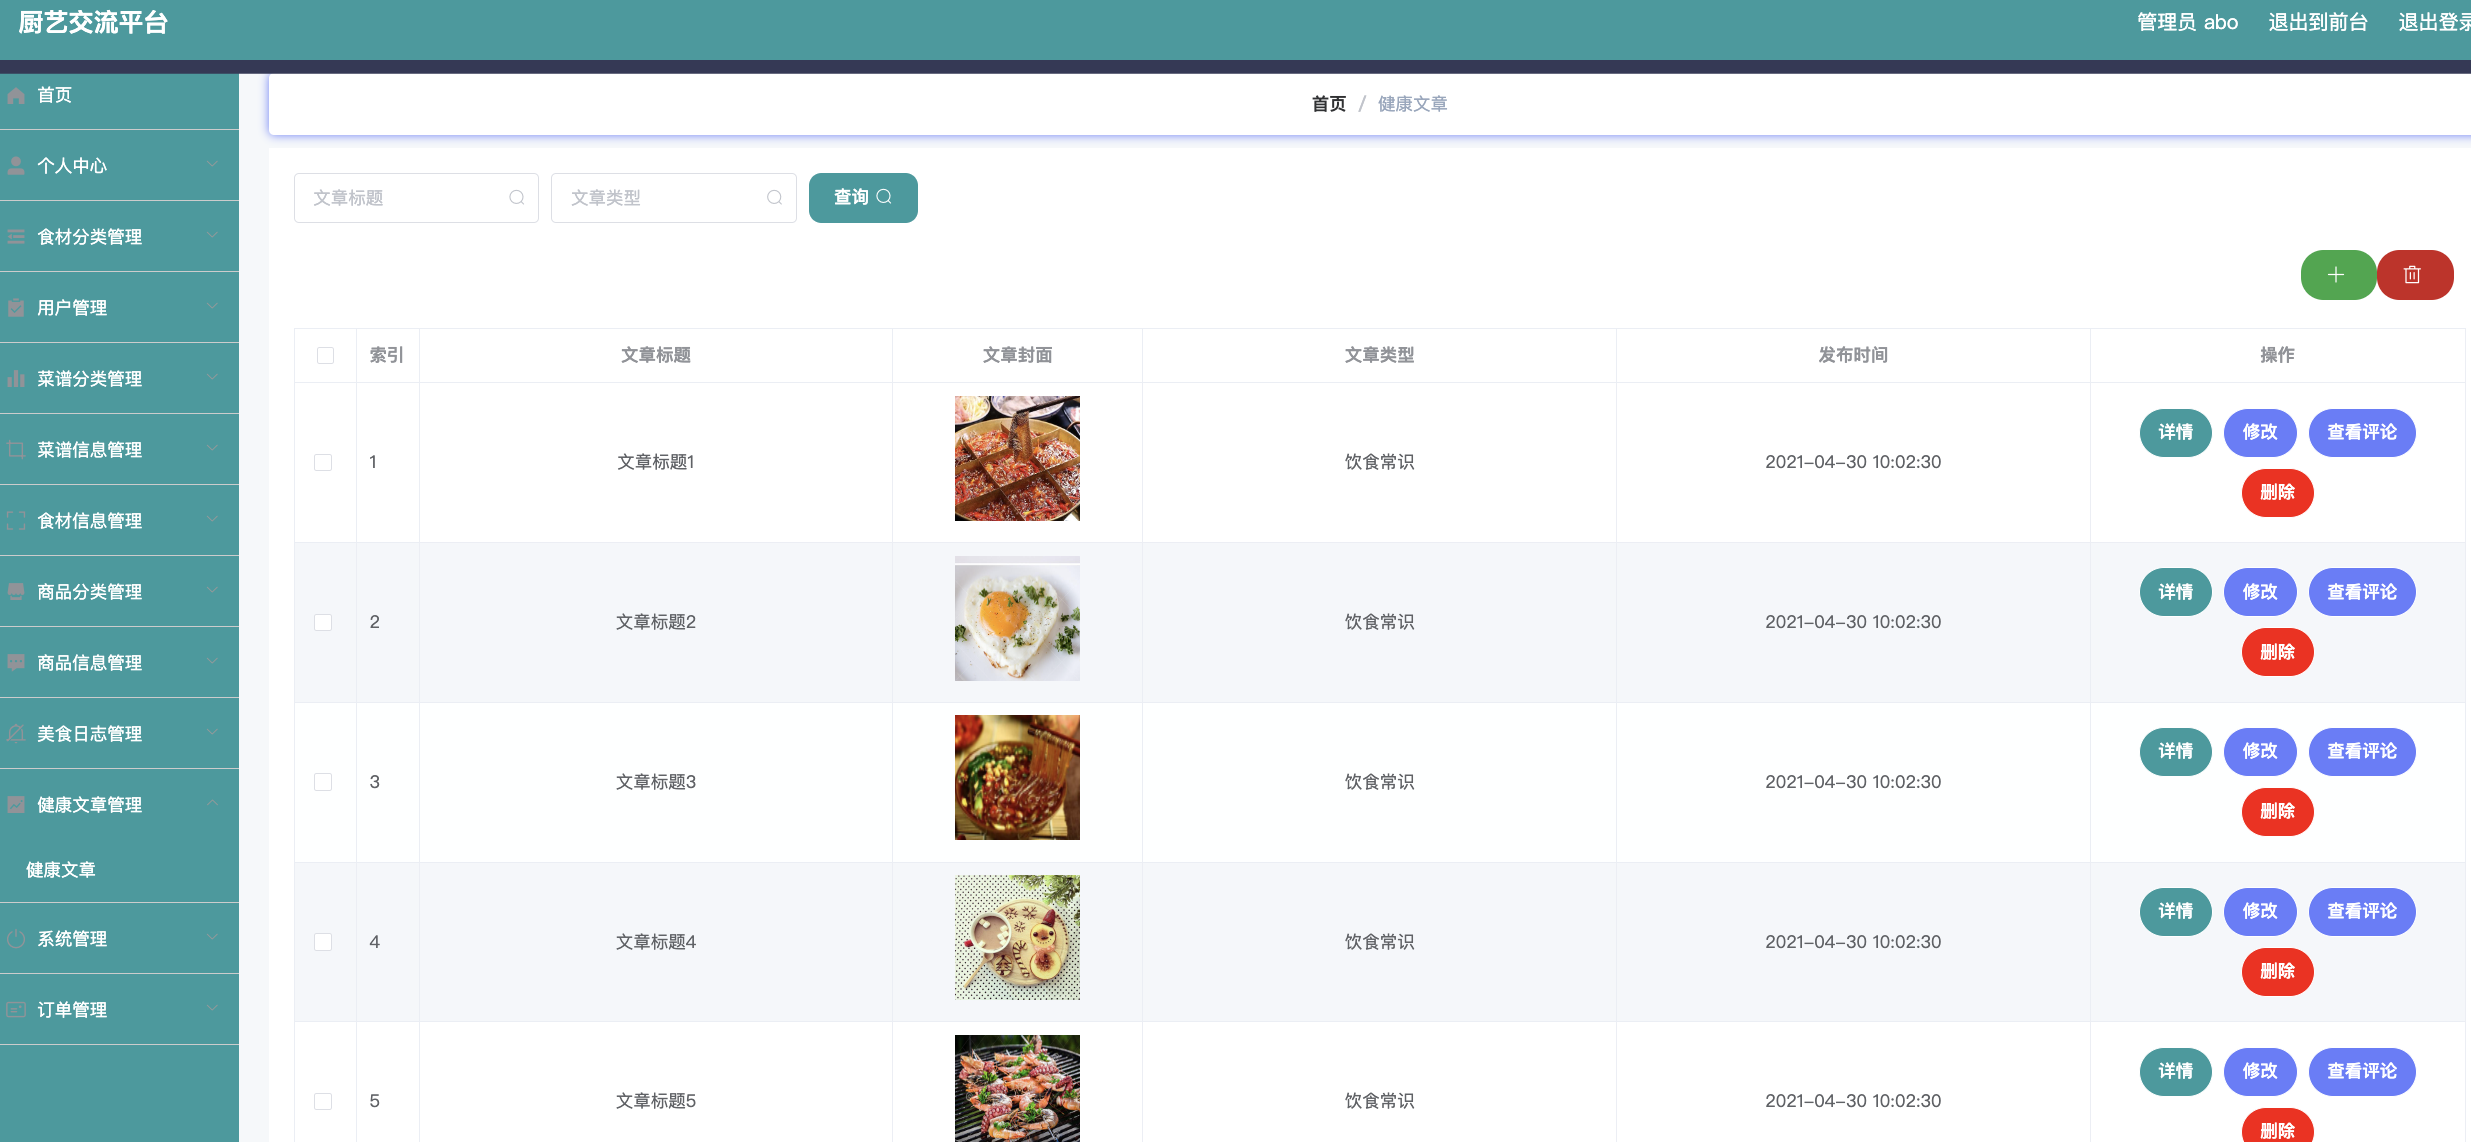 厨艺交流平台
管理员 abo 退出到前台 退出登录
首页
个人中心
食材分类管理
用户管理
菜谱分类管理
菜谱信息管理
食材信息管理
商品分类管理
商品信息管理
美食日志管理
健康文章管理
健康文章
系统管理
订单管理
首页 / 健康文章
文章标题 文章类型 查询
索引 文章标题 文章封面 文章类型 发布时间 操作
1 文章标题1 饮食常识 2021-04-30 10:02:30 详情 修改 查看评论
删除
2 文章标题2 饮食常识 2021-04-30 10:02:30 详情 修改 查看评论
删除
3 文章标题3 饮食常识 2021-04-30 10:02:30 详情 修改 查看评论
删除
4 文章标题4 饮食常识 2021-04-30 10:02:30 详情 修改 查看评论
删除
5 文章标题5 饮食常识 2021-04-30 10:02:30 详情 修改 查看评论
删除